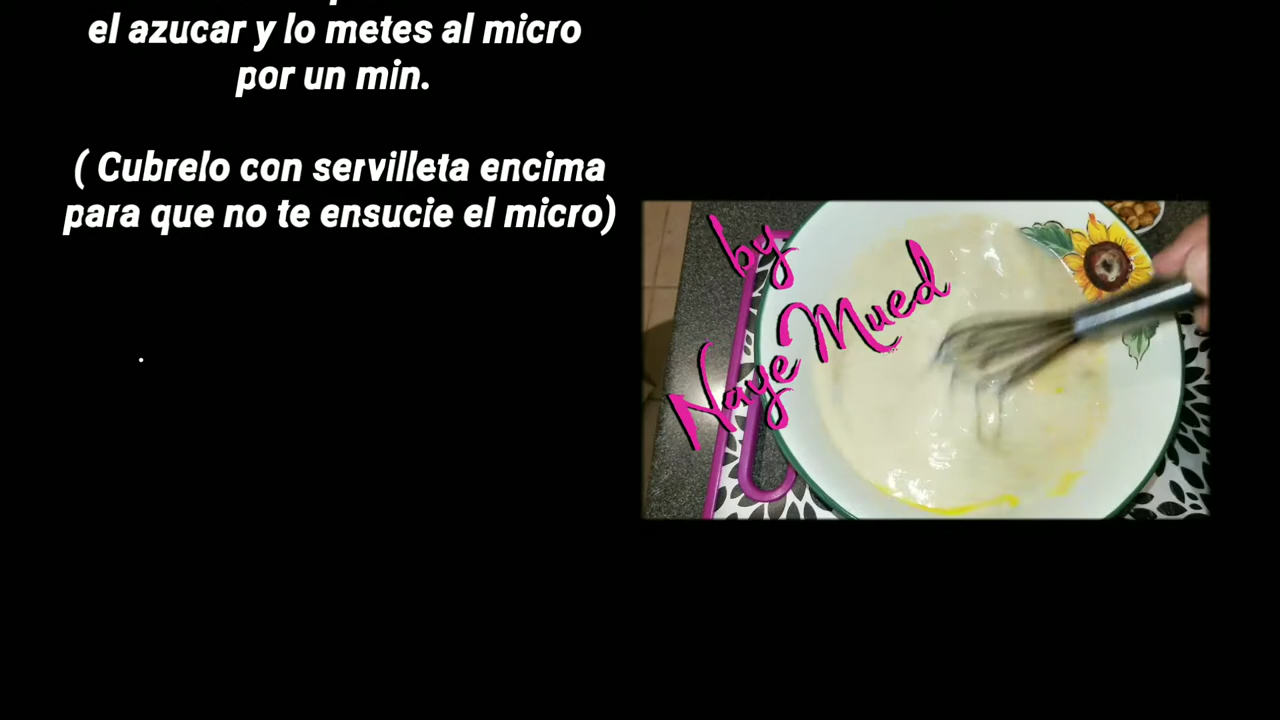 el azucar y lo metes al micro
por un min.
( Cubrelo con servilleta encima
para que no te ensucie el micro)
.
by
Naye Mued